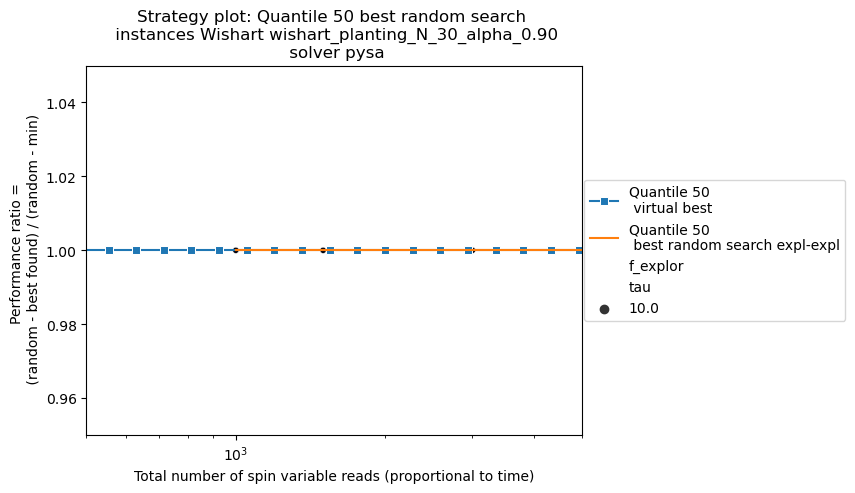 Strategy plot: Quantile 50 best random search
instances Wishart wishart_planting_N_30_alpha_0.90
solver pysa
Performance ratio =
(random - best found) / (random - min)
1.04
1.02
1.00
0.98
0.96
10³
Total number of spin variable reads (proportional to time)
Quantile 50
virtual best
Quantile 50
best random search expl-expl
f_explor
tau
10.0